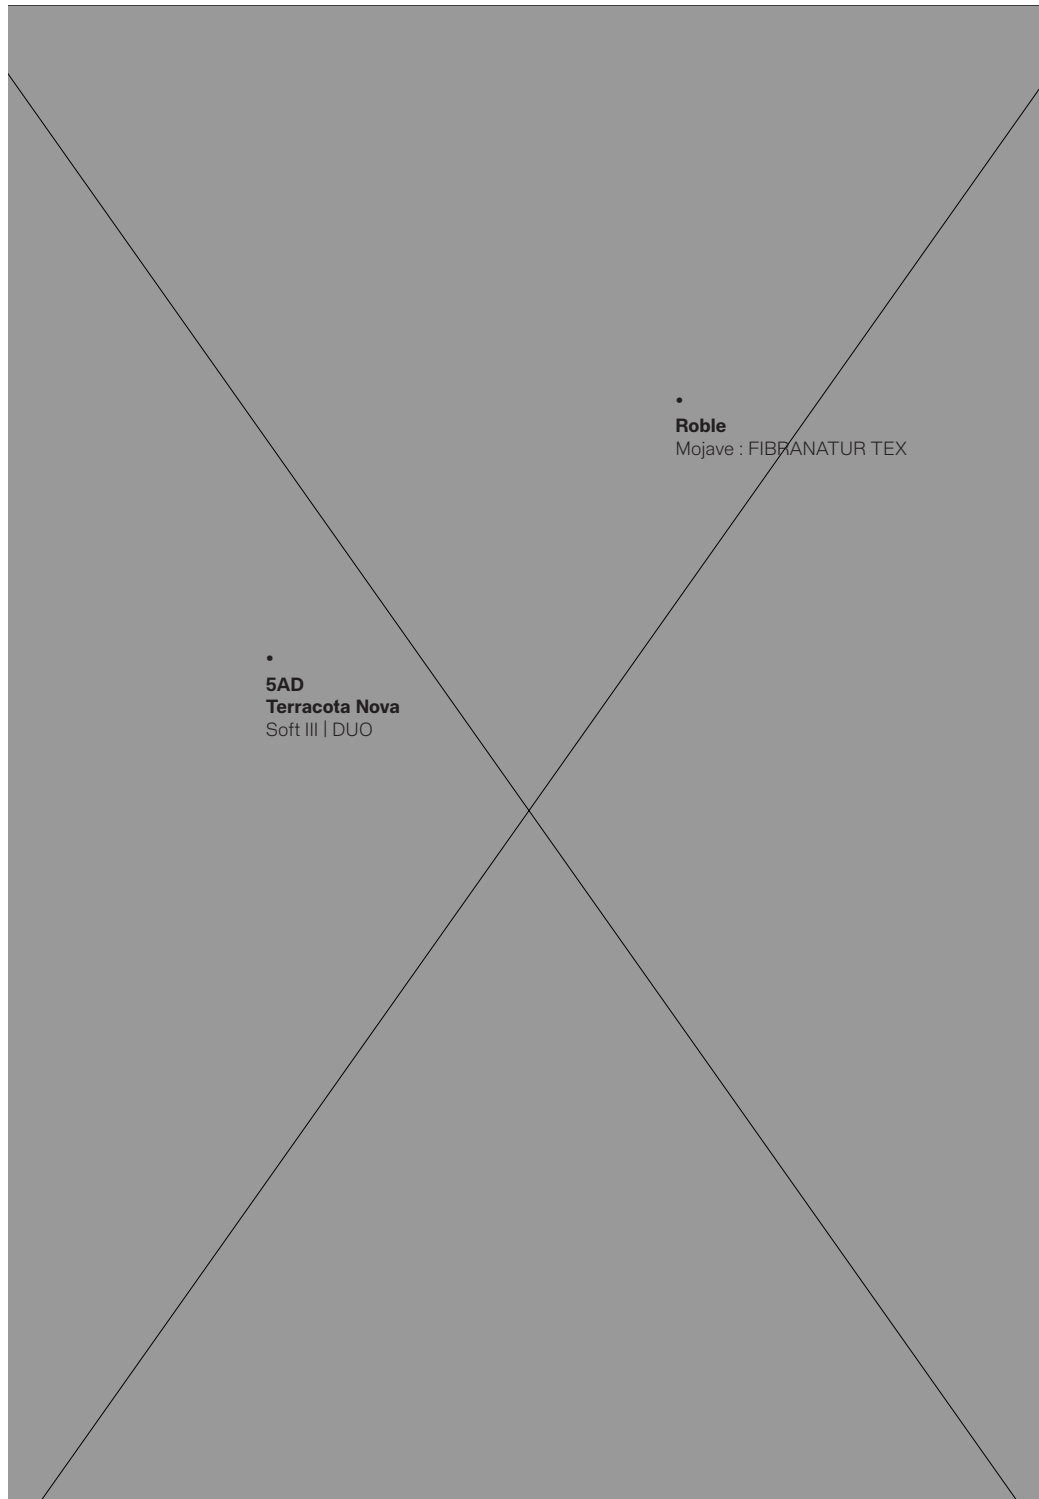 •
Roble
Mojave : FIBRANATUR TEX
•
5AD
Terracota Nova
Soft III | DUO